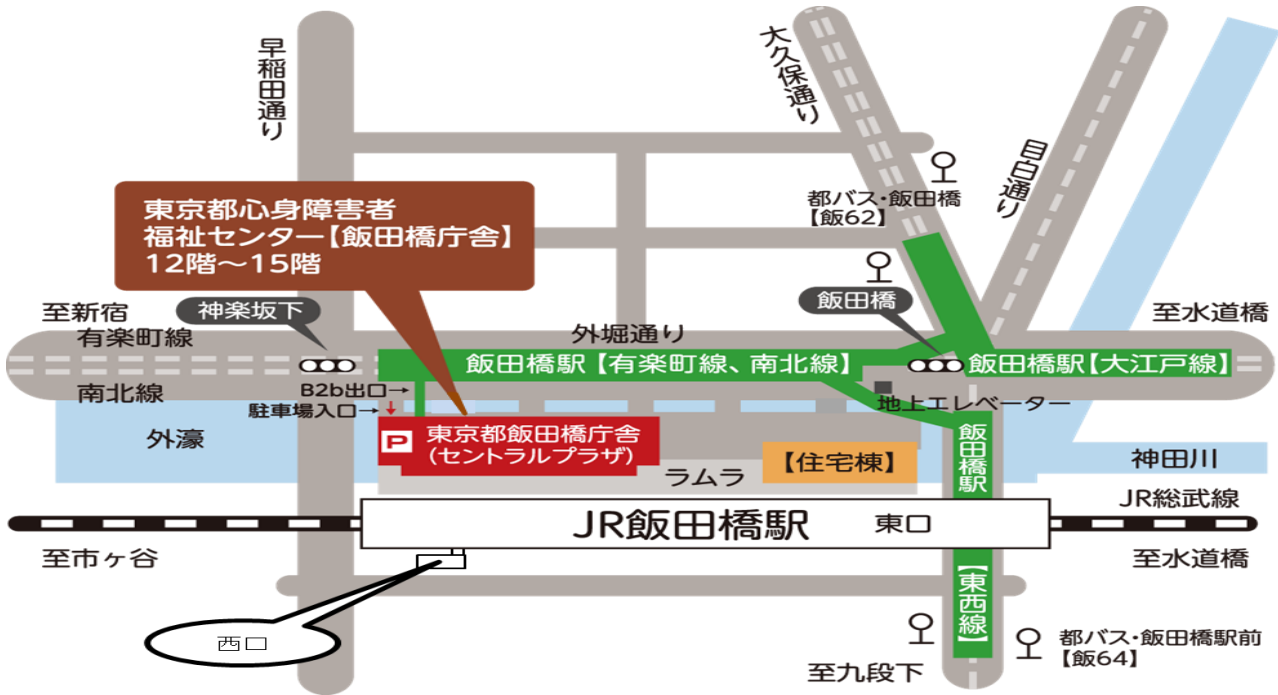 早稲田通り
大久保通り
目白通り
都バス・飯田橋
【飯62】
東京都心身障害者
福祉センター【飯田橋庁舎】
12階～15階
至新宿
神楽坂下
飯田橋
至水道橋
有楽町線
外堀通り
飯田橋駅【有楽町線、南北線】
飯田橋駅【大江戸線】
南北線
B2b出口→
駐車場入口→
地上エレベーター
外濠
P
東京都飯田橋庁舎
(セントラルプラザ)
ラムラ
【住宅棟】
飯田橋駅
神田川
JR総武線
JR飯田橋駅
東口
至市ヶ谷
至水道橋
【東西線】
西口
都バス・飯田橋駅前
【飯64】
至九段下